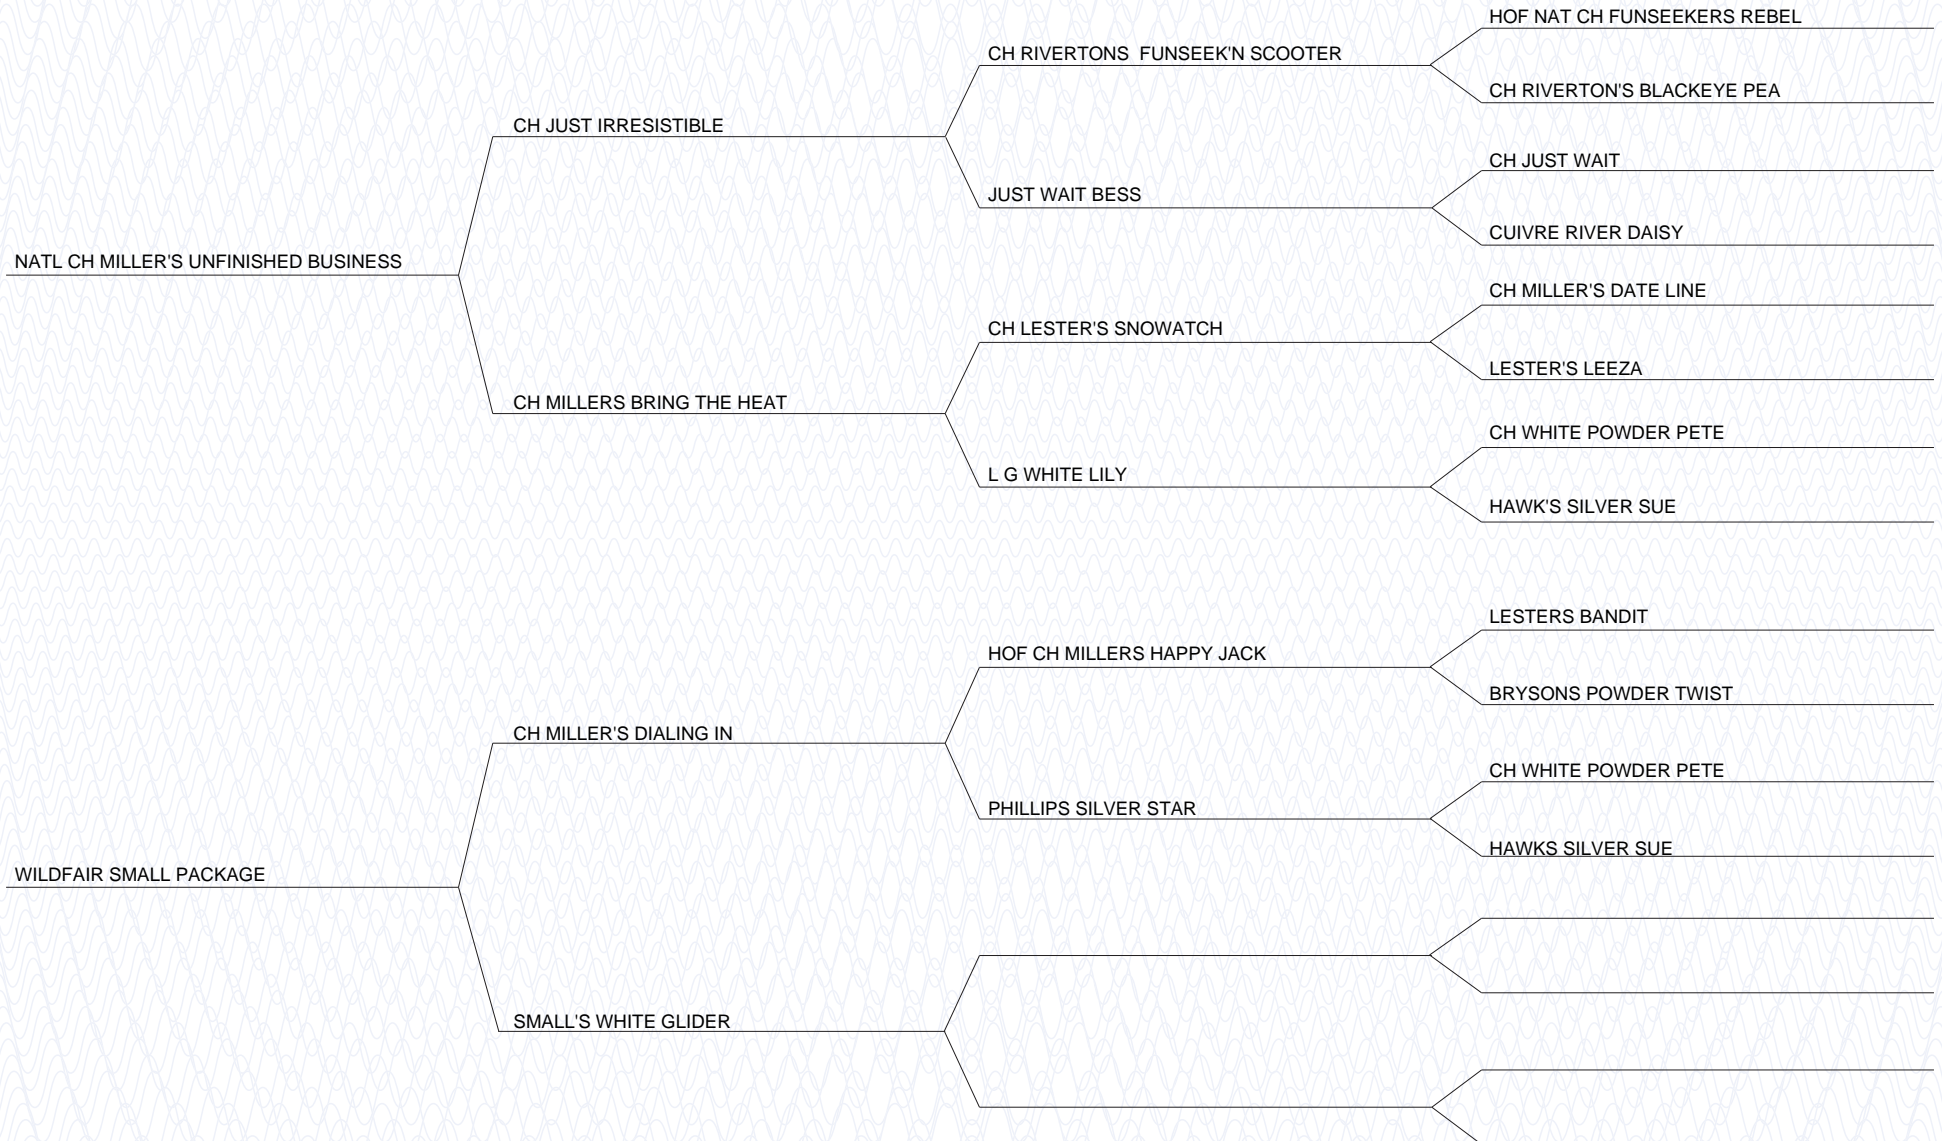 HOF NAT CH FUNSEEKERS REBEL
CH RIVERTONS  FUNSEEK'N SCOOTER
CH RIVERTON'S BLACKEYE PEA
CH JUST IRRESISTIBLE
CH JUST WAIT
JUST WAIT BESS
CUIVRE RIVER DAISY
NATL CH MILLER'S UNFINISHED BUSINESS
CH MILLER'S DATE LINE
CH LESTER'S SNOWATCH
LESTER'S LEEZA
CH MILLERS BRING THE HEAT
CH WHITE POWDER PETE
L G WHITE LILY
HAWK'S SILVER SUE
LESTERS BANDIT
HOF CH MILLERS HAPPY JACK
BRYSONS POWDER TWIST
CH MILLER'S DIALING IN
CH WHITE POWDER PETE
PHILLIPS SILVER STAR
HAWKS SILVER SUE
WILDFAIR SMALL PACKAGE
SMALL'S WHITE GLIDER